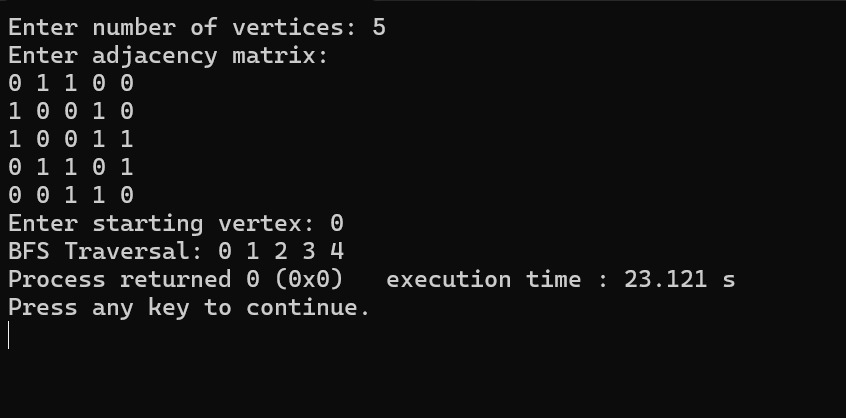 Enter number of vertices: 5
Enter adjacency matrix:
0 1 1 0 0
1 0 0 1 0
1 0 0 1 1
0 1 1 0 1
0 0 1 1 0
Enter starting vertex: 0
BFS Traversal: 0 1 2 3 4
Process returned 0 (0x0)   execution time : 23.121 s
Press any key to continue.